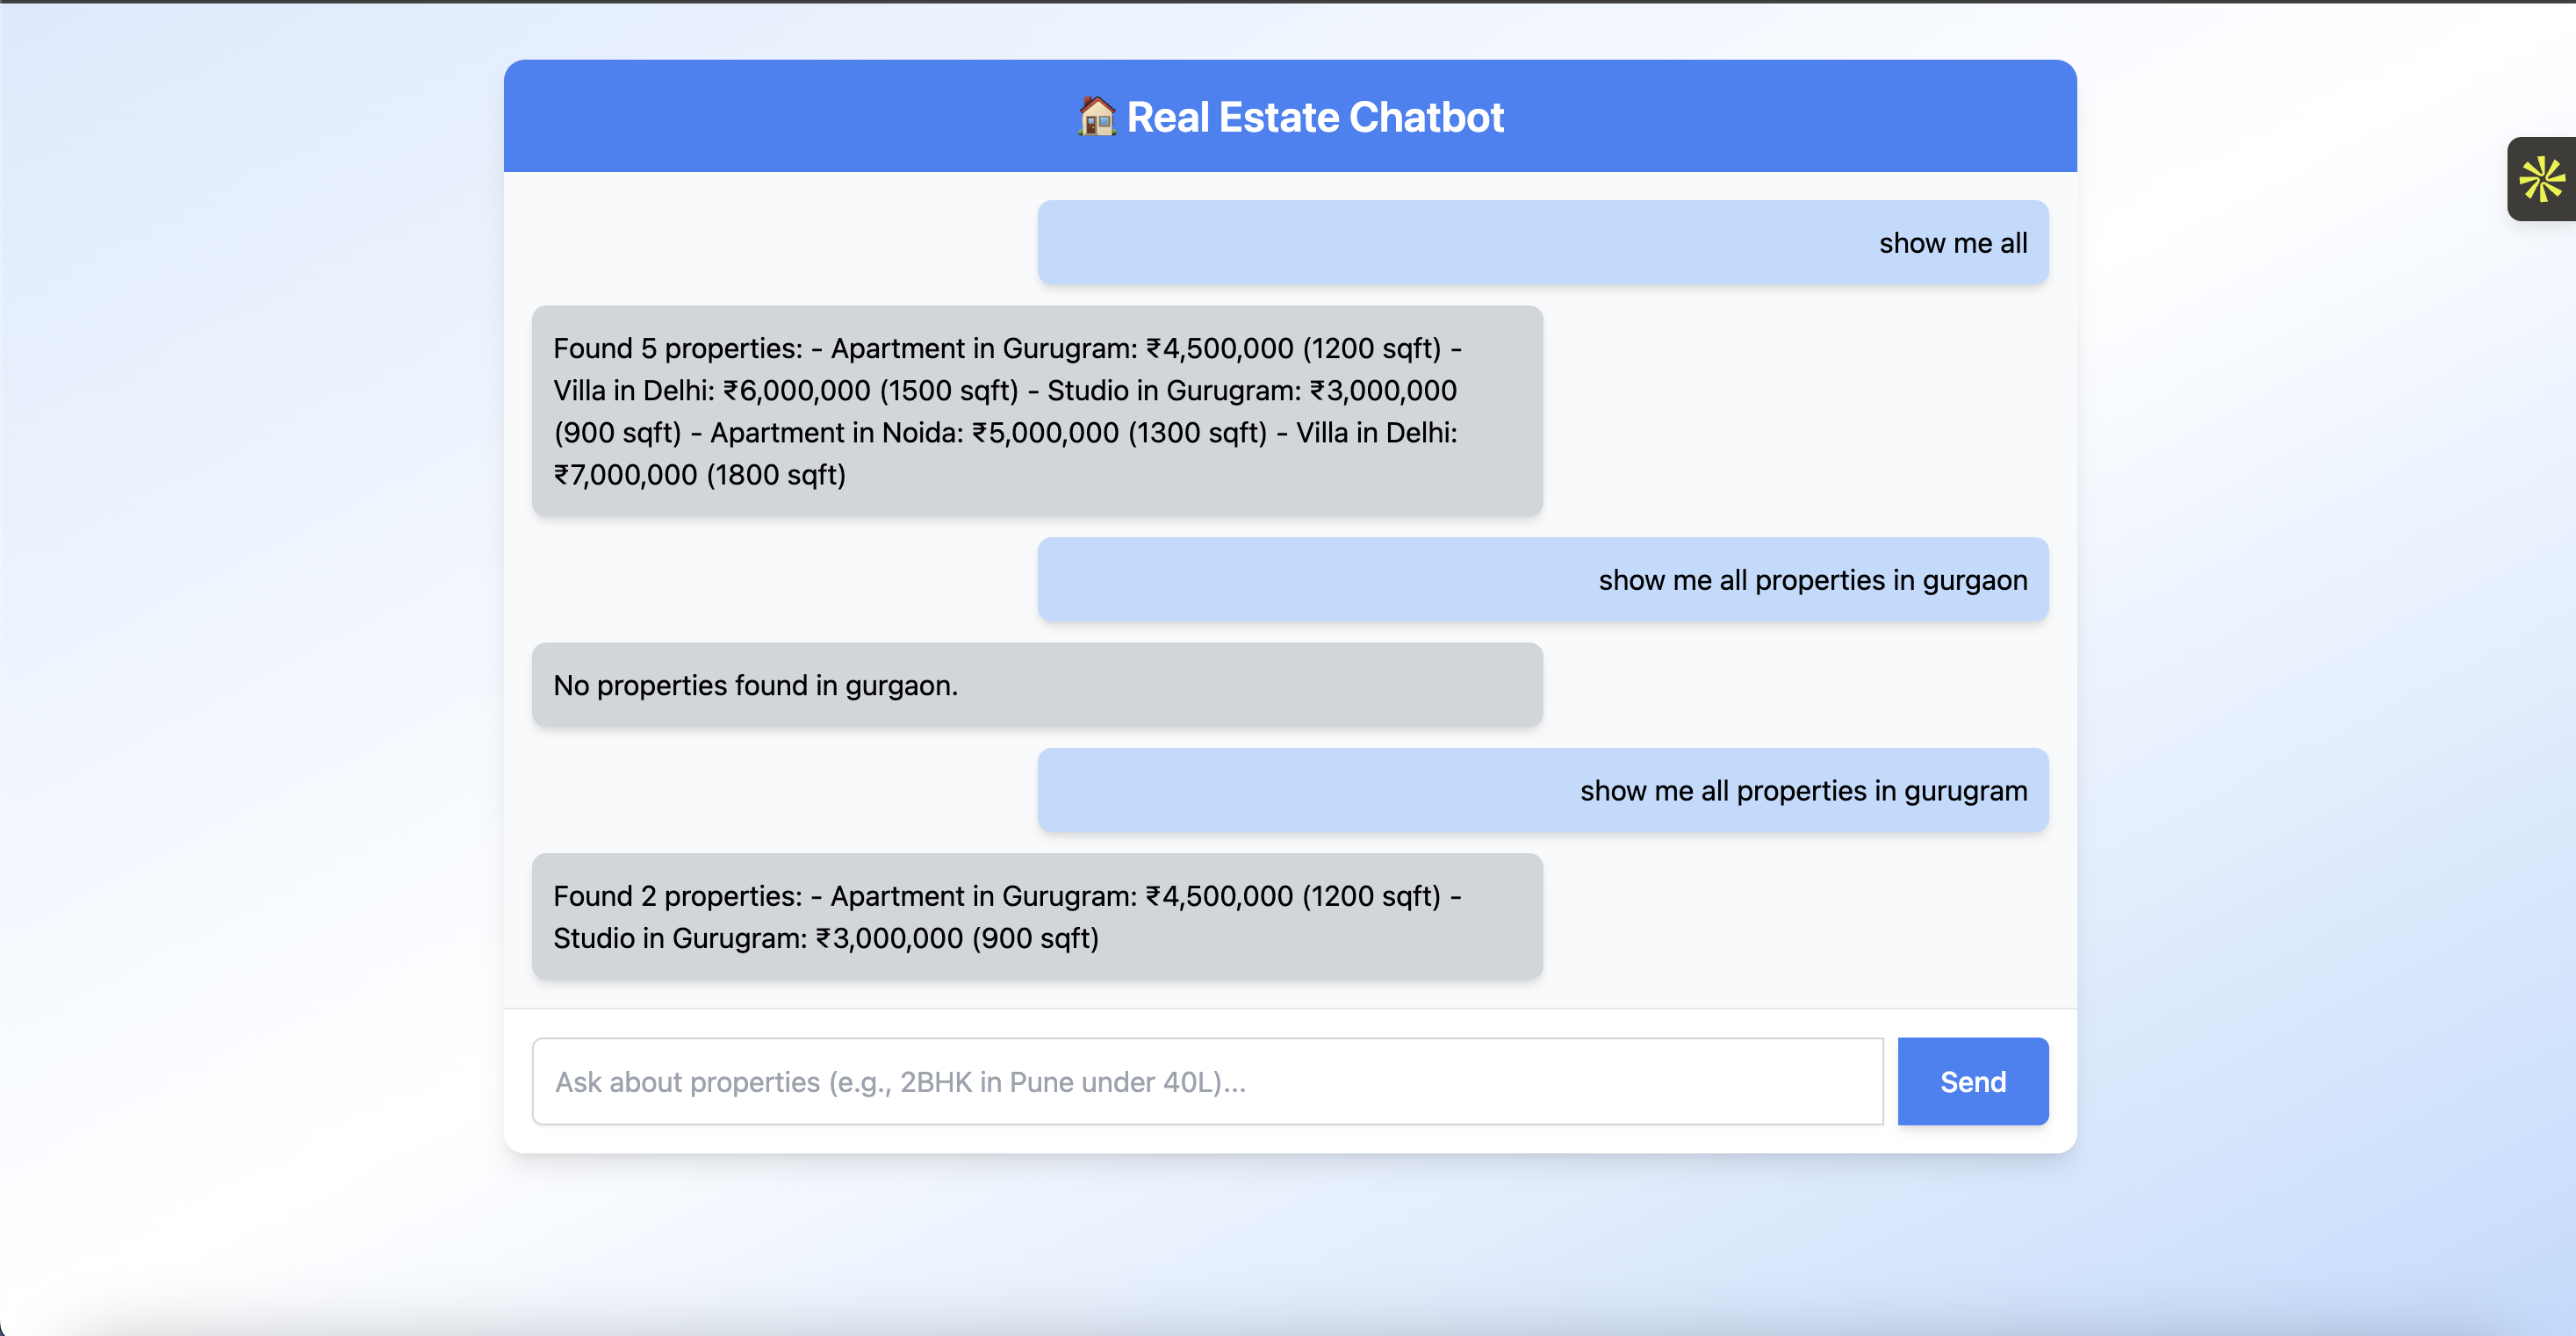 🏠 Real Estate Chatbot
show me all
Found 5 properties: - Apartment in Gurugram: ₹4,500,000 (1200 sqft) -
Villa in Delhi: ₹6,000,000 (1500 sqft) - Studio in Gurugram: ₹3,000,000
(900 sqft) - Apartment in Noida: ₹5,000,000 (1300 sqft) - Villa in Delhi:
₹7,000,000 (1800 sqft)
show me all properties in gurgaon
No properties found in gurgaon.
show me all properties in gurugram
Found 2 properties: - Apartment in Gurugram: ₹4,500,000 (1200 sqft) -
Studio in Gurugram: ₹3,000,000 (900 sqft)
Ask about properties (e.g., 2BHK in Pune under 40L)...
Send